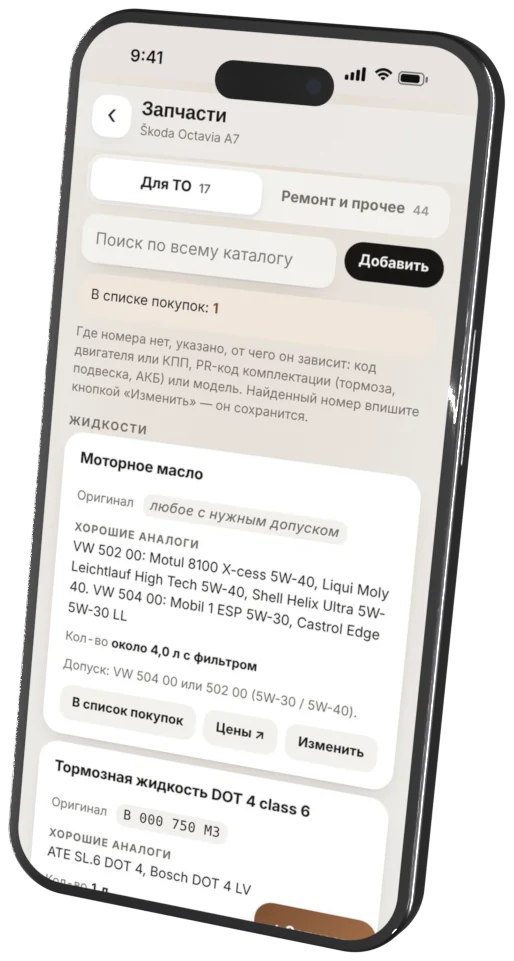 9:41
Запчасти
Škoda Octavia A7
Для ТО 17
Ремонт и прочее 44
Поиск по всему каталогу
Добавить
В списке покупок: 1
Где номера нет, указано, от чего он зависит: код
двигателя или КПП, PR-код комплектации (тормоза,
подвеска, АКБ) или модель. Найденный номер впишите
кнопкой «Изменить» — он сохранится.
ЖИДКОСТИ
Моторное масло
Оригинал любое с нужным допуском
ХОРОШИЕ АНАЛОГИ
VW 502 00: Motul 8100 X-cess 5W-40, Liqui Moly
Leichtlauf High Tech 5W-40, Shell Helix Ultra 5W-
40. VW 504 00: Mobil 1 ESP 5W-30, Castrol Edge
5W-30 LL
Кол-во около 4,0 л с фильтром
Допуск: VW 504 00 или 502 00 (5W-30 / 5W-40).
В список покупок
Цены ↗
Изменить
Тормозная жидкость DOT 4 class 6
Оригинал B 000 750 M3
ХОРОШИЕ АНАЛОГИ
ATE SL.6 DOT 4, Bosch DOT 4 LV
Кол-во 1 л